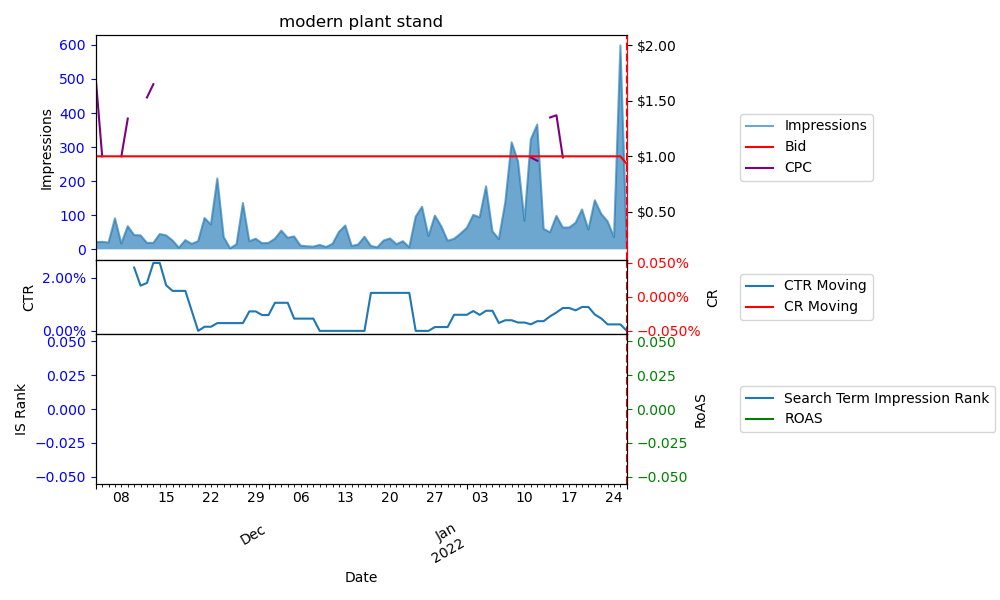 modern plant stand
600
500
400
300
200
100
0
Impressions
$2.00
$1.50
$1.00
$0.50
Impressions
Bid
CPC
2.00%
0.00%
CTR
0.050%
0.000%
−0.050%
CR
CTR Moving
CR Moving
0.050
0.025
0.000
−0.025
−0.050
IS Rank
0.050
0.025
0.000
−0.025
−0.050
RoAS
Search Term Impression Rank
ROAS
08 15 22 29 06 13 20 27 03 10 17 24
Dec
Jan
2022
Date